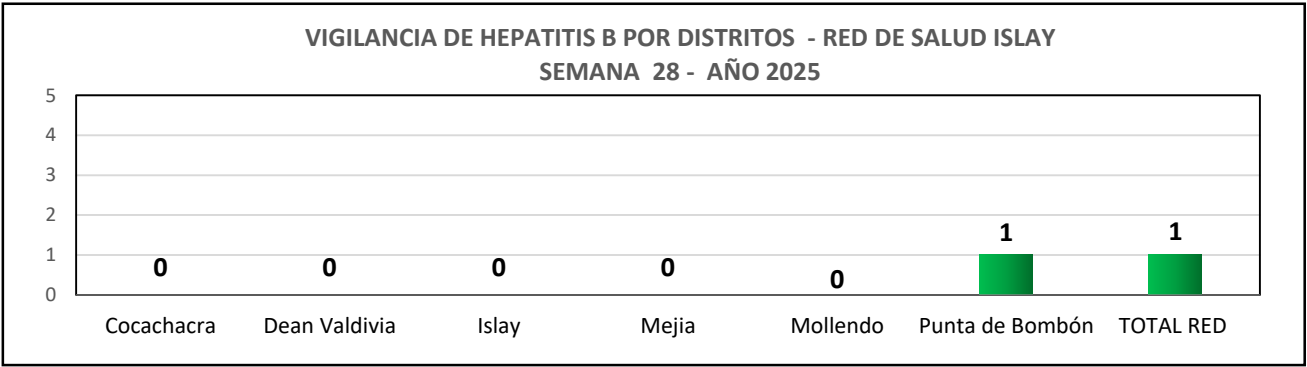 VIGILANCIA DE HEPATITIS B POR DISTRITOS - RED DE SALUD ISLAY
SEMANA 28 - AÑO 2025
5
4
3
2
1
0
0 0 0 0 0 1 1
Cocachacra Dean Valdivia Islay Mejia Mollendo Punta de Bombón TOTAL RED